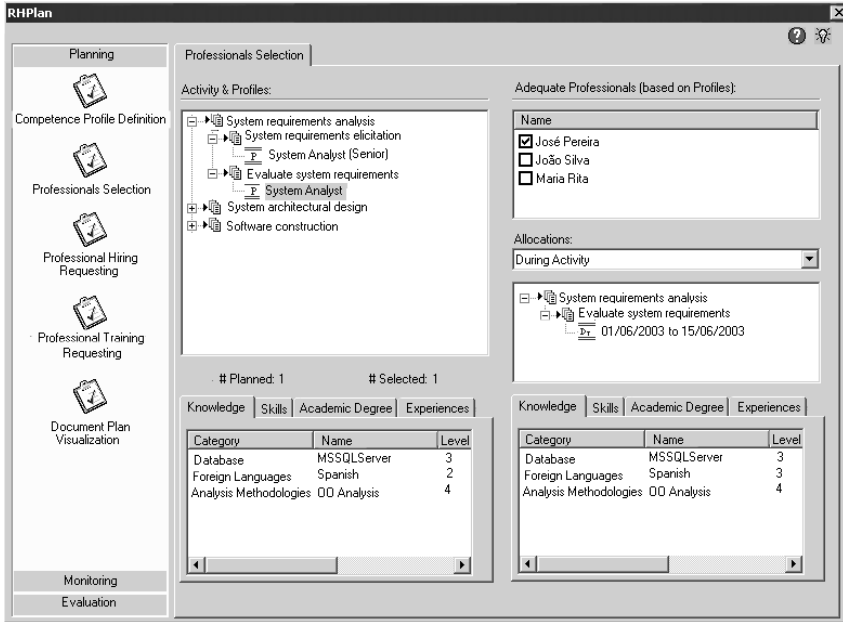 RHPlan
Planning
Competence Profile Definition
Professionals Selection
Professional Hiring
Requesting
Professional Training
Requesting
Document Plan
Visualization
Monitoring
Evaluation
Professionals Selection
Activity & Profiles:
System requirements analysis
System requirements elicitation
P System Analyst (Senior)
Evaluate system requirements
P System Analyst
System architectural design
Software construction
# Planned: 1 # Selected: 1
Knowledge Skills Academic Degree Experiences
Category Name Level
Database MSSQLServer 3
Foreign Languages Spanish 2
Analysis Methodologies OO Analysis 4
Adequate Professionals (based on Profiles):
Name
José Pereira
João Silva
Maria Rita
Allocations:
During Activity
System requirements analysis
Evaluate system requirements
DT 01/06/2003 to 15/06/2003
Knowledge Skills Academic Degree Experiences
Category Name Level
Database MSSQLServer 3
Foreign Languages Spanish 3
Analysis Methodologies OO Analysis 4